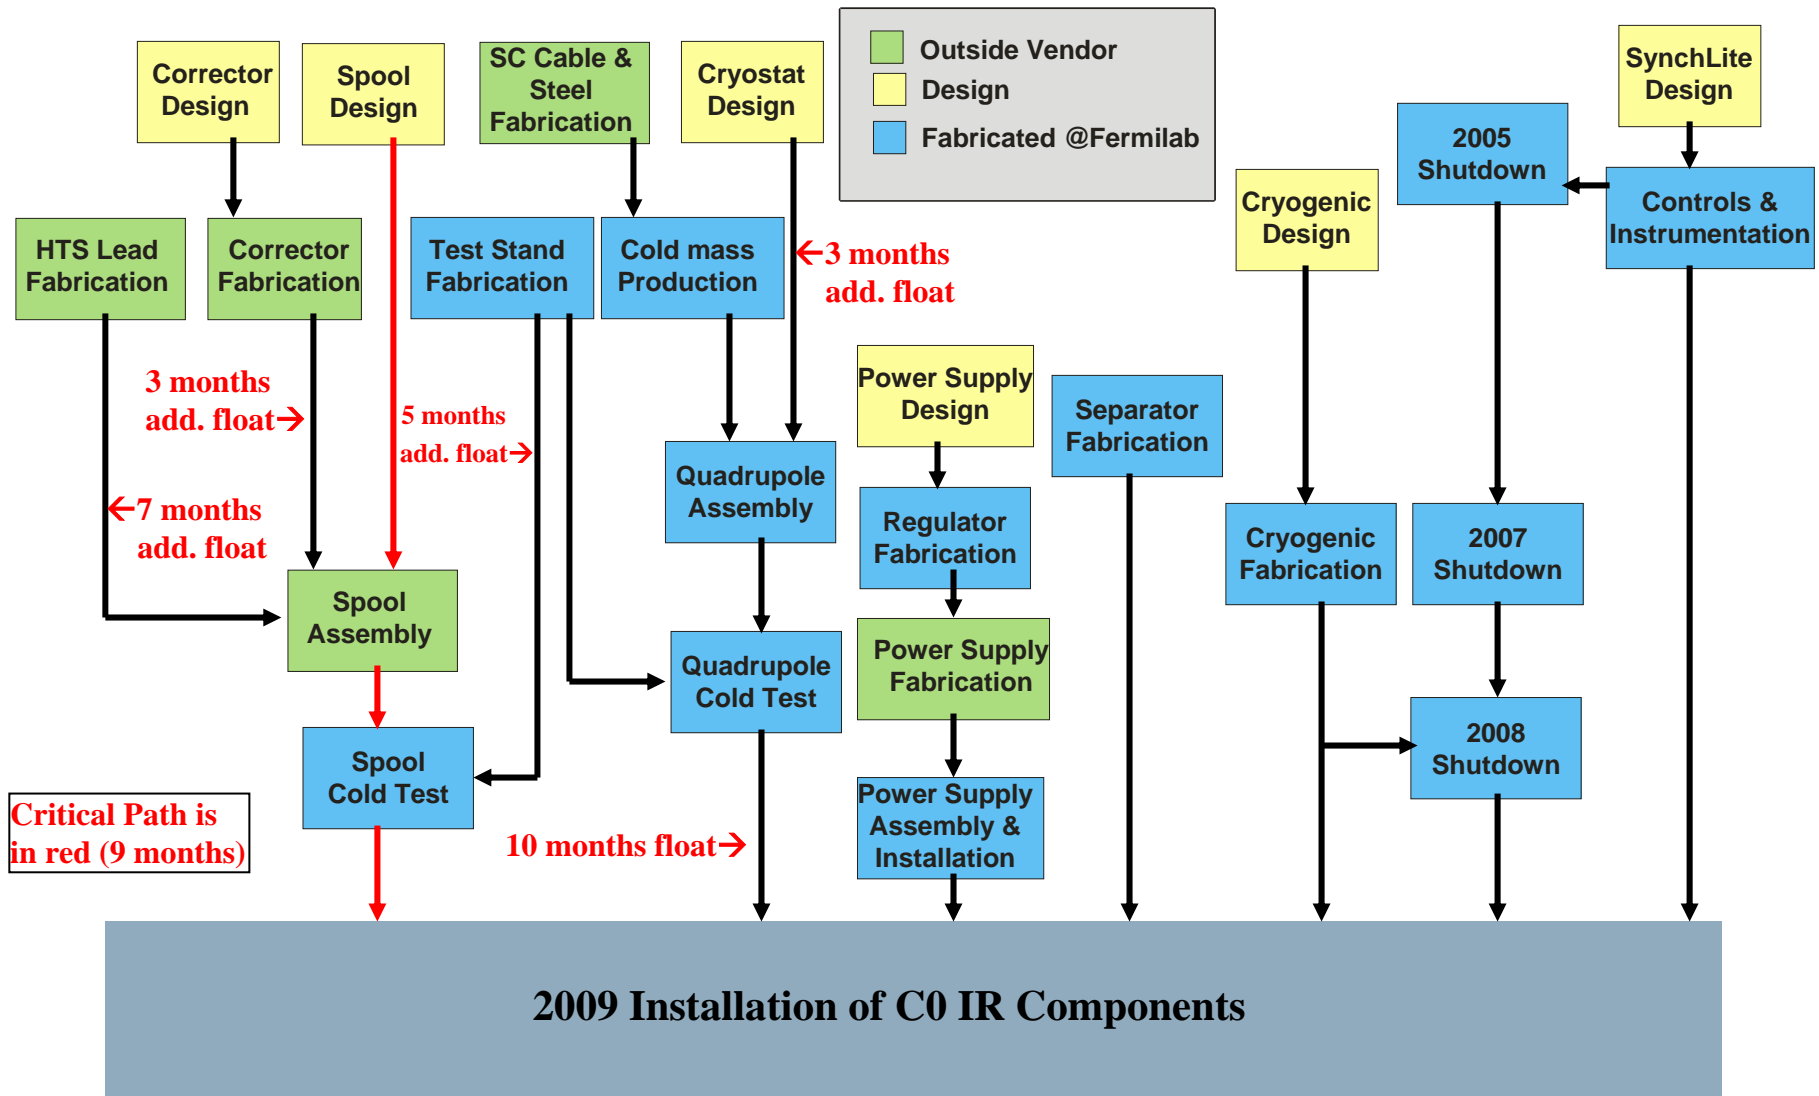 Outside Vendor
Design
Fabricated @Fermilab
Corrector
Design
Spool
Design
SC Cable &
Steel
Fabrication
Cryostat
Design
SynchLite
Design
2005
Shutdown
Controls &
Instrumentation
Cryogenic
Design
HTS Lead
Fabrication
Corrector
Fabrication
Test Stand
Fabrication
Cold mass
Production
←3 months
add. float
3 months
add. float→
5 months
add. float→
←7 months
add. float
Power Supply
Design
Separator
Fabrication
Quadrupole
Assembly
Regulator
Fabrication
Cryogenic
Fabrication
2007
Shutdown
Spool
Assembly
Quadrupole
Cold Test
Power Supply
Fabrication
2008
Shutdown
Spool
Cold Test
Power Supply
Assembly &
Installation
Critical Path is
in red (9 months)
10 months float→
2009 Installation of C0 IR Components